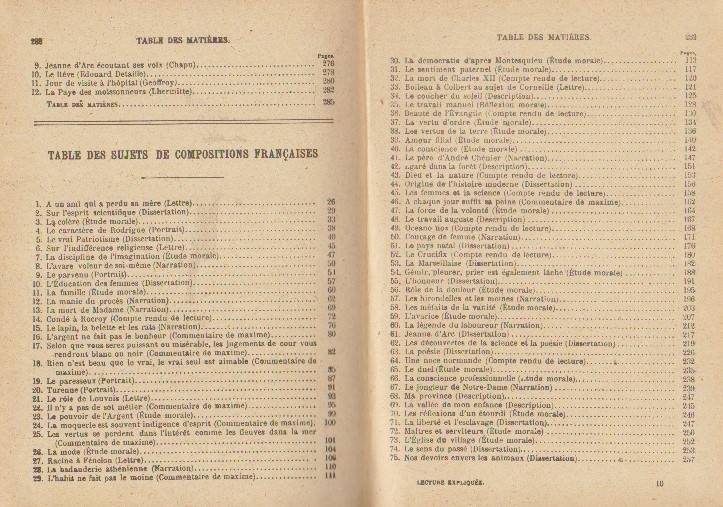 288 TABLE DES MATIÈRES.
Pages.
9. Jeanne d'Arc écoutant ses voix (Chapu) 276
10. Le Rêve (Edouard Detaille) 278
11. Jour de visite à l'hôpital (Geoffroy) 280
12. La Paye des moissonneurs (Lhermitte) 282
TABLE DES MATIÈRES 285
TABLE DES SUJETS DE COMPOSITIONS FRANÇAISES
1. A un ami qui a perdu sa mère (Lettre) 26
2. Sur l'esprit scientifique (Dissertation) 29
3. La colère (Étude morale) 33
4. Le caractère de Rodrigue (Portrait) 38
5. Le vrai Patriotisme (Dissertation) 40
6. Sur l'indifférence religieuse (Lettre) 45
7. La discipline de l'imagination (Étude morale) 47
8. L'avare voleur de soi-même (Narration) 50
9. Le parvenu (Portrait) 51
10. L'Éducation des femmes (Dissertation) 57
11. La famille (Étude morale) 60
12. La manie du procès (Narration) 62
13. La mort de Madame (Narration) 69
14. Condé à Rocroy (Compte rendu de lecture) 72
15. Le lapin, la belette et les rats (Narration) 76
16. L'argent ne fait pas le bonheur (Commentaire de maxime) 80
17. Selon que vous serez puissant ou misérable, les jugements de cour vous
rendront blanc ou noir (Commentaire de maxime) 82
18. Rien n'est beau que le vrai, le vrai seul est aimable (Commentaire de
maxime) 85
19. Le paresseux (Portrait) 87
20. Turenne (Portrait) 91
21. Le rôle de Louvois (Lettre) 93
22. Il n'y a pas de sot métier (Commentaire de maxime) 95
23. Le pouvoir de l'Argent (Étude morale) 99
24. La moquerie est souvent indigence d'esprit (Commentaire de maxime) 100
25. Les vertus se perdent dans l'intérêt comme les fleuves dans la mer
(Commentaire de maxime) 101
26. La mode (Étude morale) 104
27. Racine à Fénelon (Lettre) 106
28. La badauderie athénienne (Narration) 110
29. L'habit ne fait pas le moine (Commentaire de maxime) 111
TABLE DES MATIÈRES.
Pages.
30. La démocratie d'après Montesquieu (Étude morale) 113
31. Le sentiment paternel (Étude morale) 117
32. La mort de Charles XII (Compte rendu de lecture) 120
33. Boileau à Colbert au sujet de Corneille (Lettre) 121
34. Le coucher du soleil (Description) 125
35. Le travail manuel (Réflexion morale) 128
36. Beauté de l'Évangile (Compte rendu de lecture) 130
37. La vertu d'ordre (Étude morale) 134
38. Les vertus de la terre (Étude morale) 136
39. Amour filial (Étude morale) 140
40. La conscience (Étude morale) 142
41. Le père d'André Chénier (Narration) 147
42. Égaré dans la forêt (Description) 151
43. Dieu et la nature (Compte rendu de lecture) 153
44. Origine de l'histoire moderne (Dissertation) 156
45. Les femmes et la science (Compte rendu de lecture) 158
46. A chaque jour suffit sa peine (Commentaire de maxime) 162
47. La force de la volonté (Étude morale) 164
48. Le travail auguste (Description) 167
49. Oceano nox (Compte rendu de lecture) 168
50. Courage de femme (Narration) 171
51. Le pays natal (Dissertation) 176
52. Le Crucifix (Compte rendu de lecture) 180
53. La Marseillaise (Dissertation) 182
54. Gémir, pleurer, prier est également lâche (Étude morale) 188
55. L'honneur (Dissertation) 191
56. Rôle de la douleur (Étude morale) 195
57. Les hirondelles et les moines (Narration) 196
58. Les méfaits de la vanité (Étude morale) 203
59. L'avarice (Étude morale) 207
60. La légende du laboureur (Narration) 212
61. Jeanne d'Arc (Dissertation) 217
62. Les découvertes de la science et la poésie (Dissertation) 219
63. La poésie (Dissertation) 226
64. Une noce normande (Compte rendu de lecture) 232
65. Le duel (Étude morale) 235
66. La conscience professionnelle (Étude morale) 238
67. Le jongleur de Notre-Dame (Narration) 239
68. Ma province (Description) 247
69. La vallée de mon enfance (Description) 245
70. Les réflexions d'un étourdi (Étude morale) 246
71. La liberté et l'esclavage (Dissertation) 247
72. Maîtres et serviteurs (Étude morale) 250
73. L'Église du village (Étude morale) 252
74. Le sens du passé (Dissertation) 253
75. Nos devoirs envers les animaux (Dissertation) 257
LECTURE EXPLIQUÉE. 10